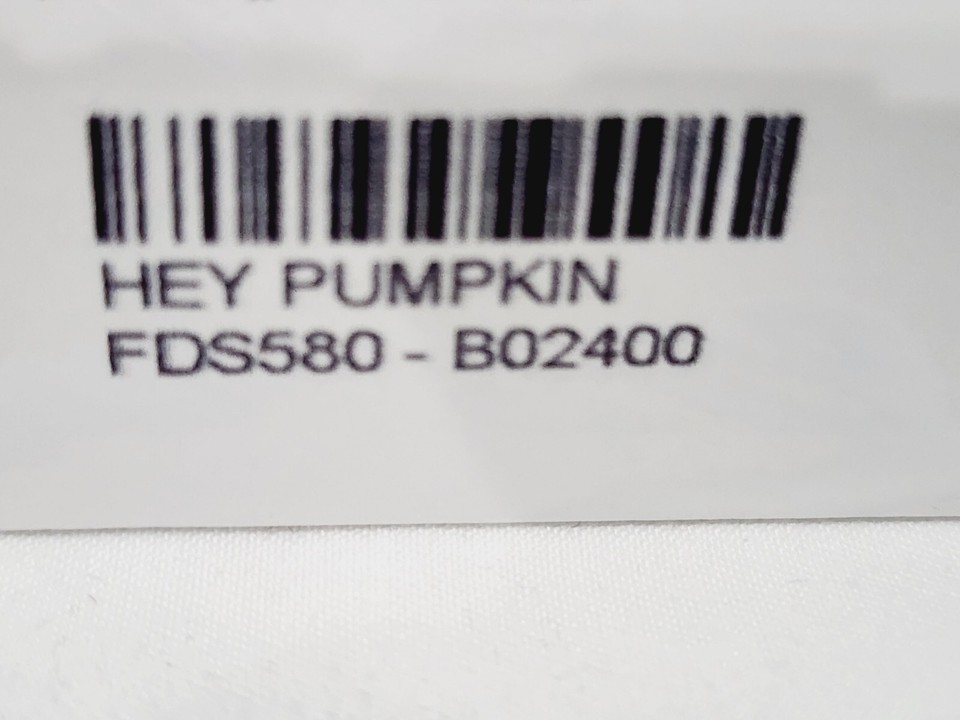 HEY PUMPKIN
FDS580 - B02400